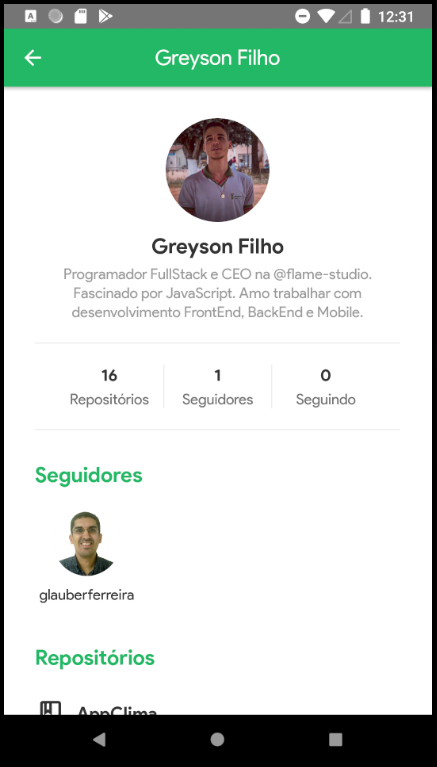 12:31
Greyson Filho
Greyson Filho
Programador FullStack e CEO na @flame-studio.
Fascinado por JavaScript. Amo trabalhar com
desenvolvimento FrontEnd, BackEnd e Mobile.
16 1 0
Repositórios Seguidores Seguindo
Seguidores
glauberferreira
Repositórios
AppClima